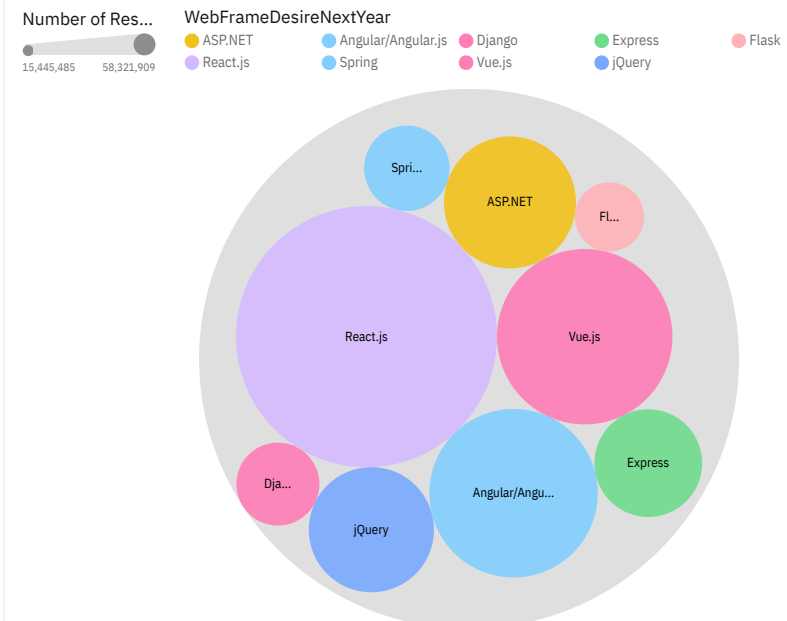 Number of Res...
15,445,485 58,321,909
WebFrameDesireNextYear
ASP.NET Angular/Angular.js Django Express Flask
React.js Spring Vue.js jQuery
Spri...
ASP.NET
Fl...
React.js
Vue.js
Express
Dja...
Angular/Angu...
jQuery